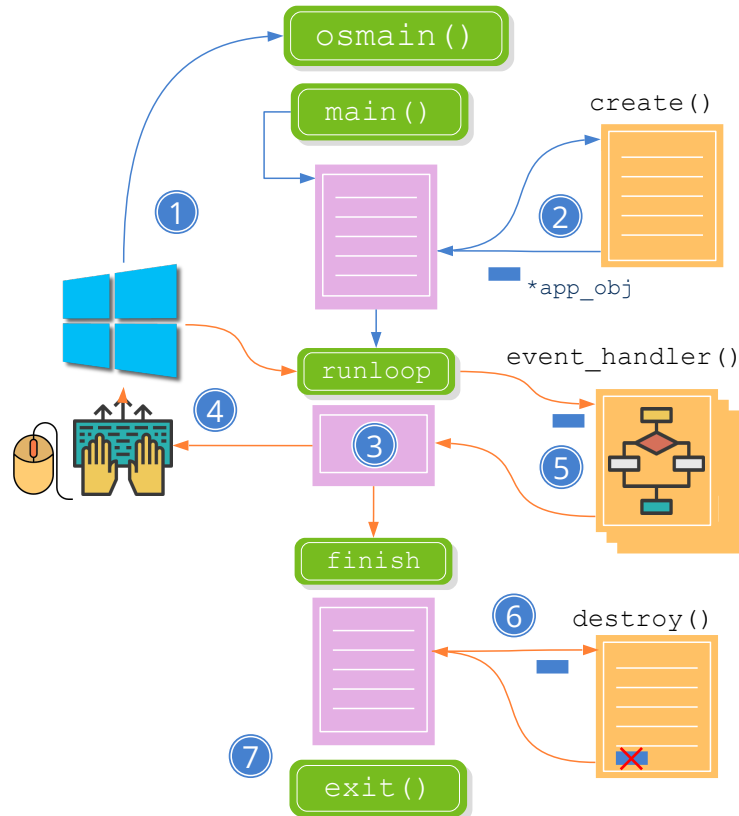 osmain()
main()
create()
1
2
*app_obj
event_handler()
runloop
4
3
5
finish
6
destroy()
7
exit()